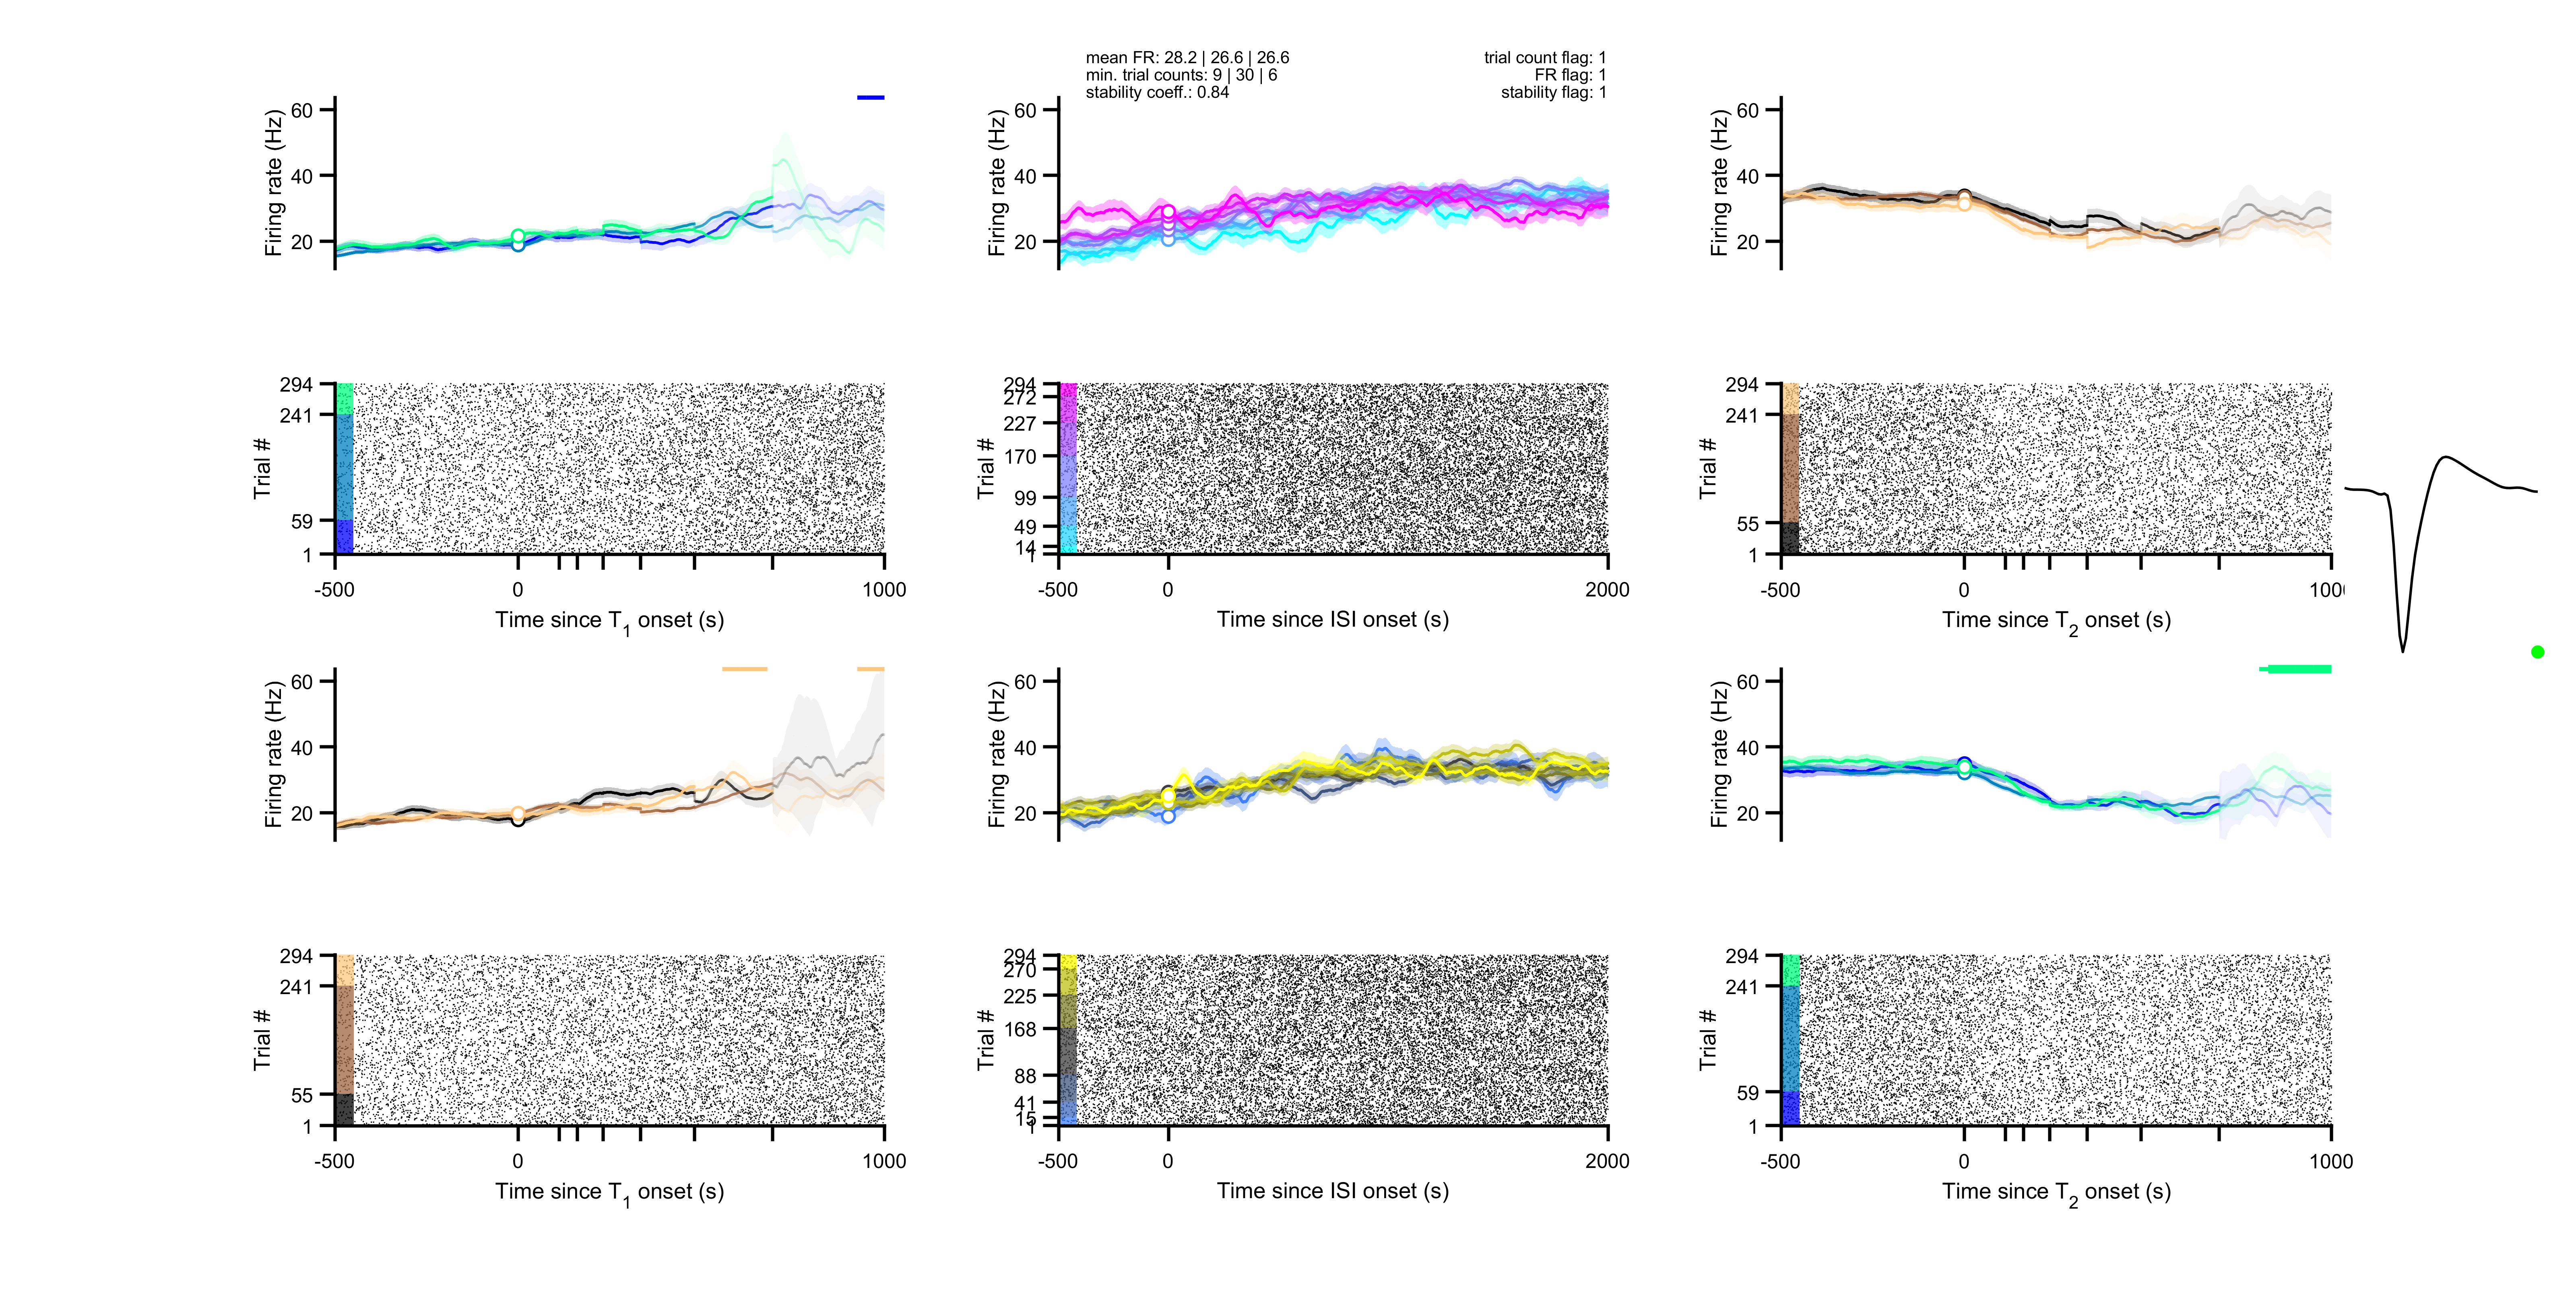 mean FR: 28.2 | 26.6 | 26.6
min. trial counts: 9 | 30 | 6
stability coeff.: 0.84
trial count flag: 1
FR flag: 1
stability flag: 1
Firing rate (Hz)
60
40
20
Firing rate (Hz)
60
40
20
Firing rate (Hz)
60
40
20
Trial #
294
241
59
1
-500
0
1000
Time since T1 onset (s)
Trial #
294
272
227
170
99
49
14
1
-500
0
2000
Time since ISI onset (s)
Trial #
294
241
55
1
-500
0
1000
Time since T2 onset (s)
Firing rate (Hz)
60
40
20
Firing rate (Hz)
60
40
20
Firing rate (Hz)
60
40
20
Trial #
294
241
55
1
-500
0
1000
Time since T1 onset (s)
Trial #
294
270
225
168
88
41
15
1
-500
0
2000
Time since ISI onset (s)
Trial #
294
241
59
1
-500
0
1000
Time since T2 onset (s)